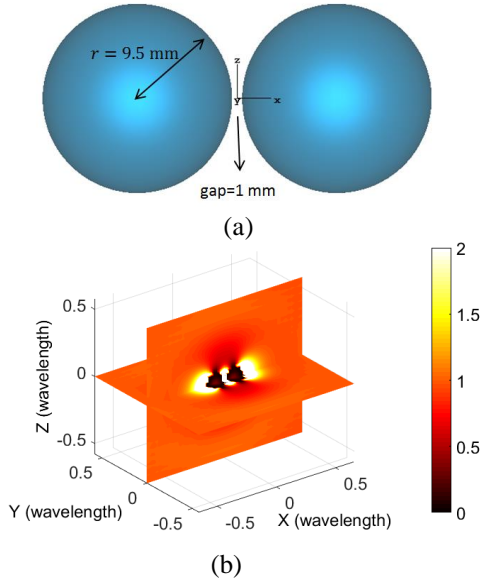 r = 9.5 mm
z
Y
x
gap=1 mm
(a)
2
1.5
1
0.5
0
Z (wavelength)
0.5
0
-0.5
0.5
0
-0.5
Y (wavelength)
-0.5
0
0.5
X (wavelength)
(b)